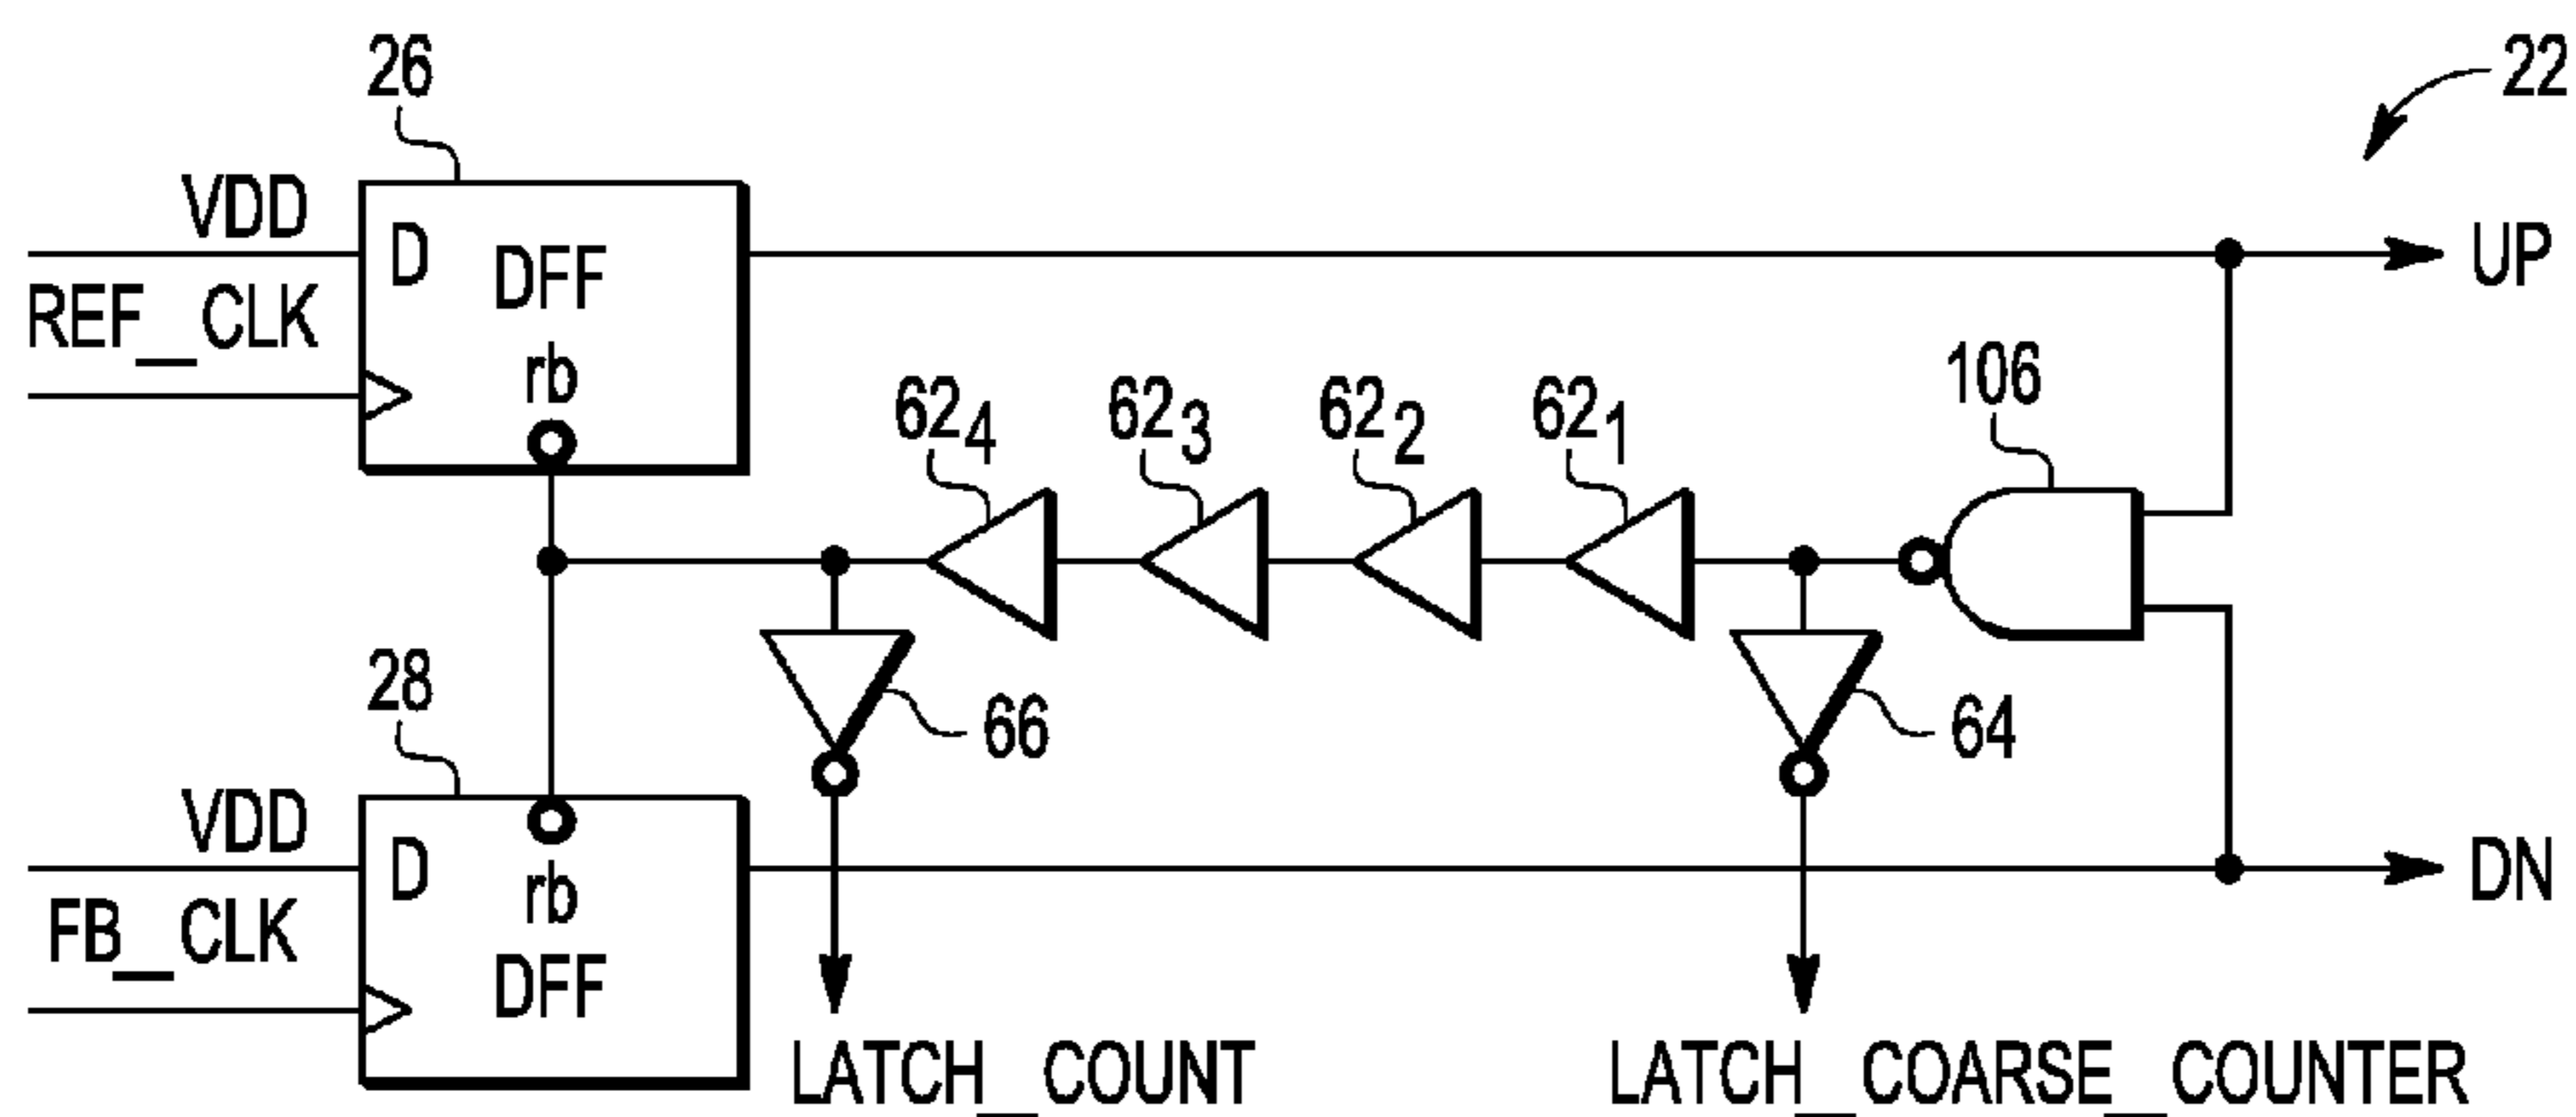 26
22
VDD
D
DFF
UP
REF_CLK
rb
62₄
62₃
62₂
62₁
106
28
66
64
VDD
D
rb
DN
FB_CLK
DFF
LATCH_COUNT
LATCH_COARSE_COUNTER